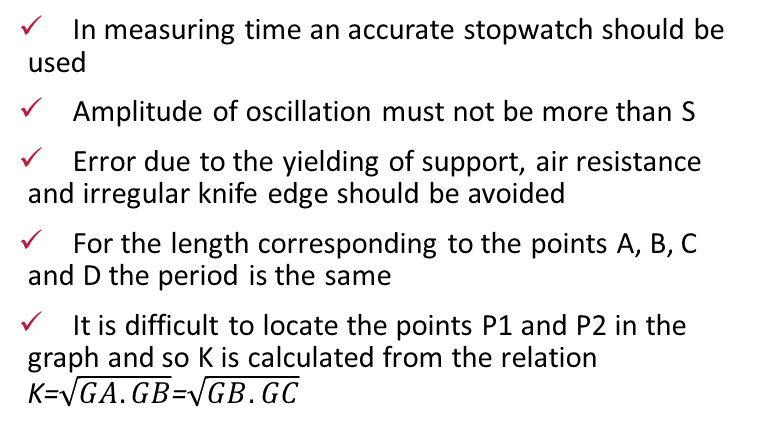 ✓ In measuring time an accurate stopwatch should be
used
✓ Amplitude of oscillation must not be more than S
✓ Error due to the yielding of support, air resistance
and irregular knife edge should be avoided
✓ For the length corresponding to the points A, B, C
and D the period is the same
✓ It is difficult to locate the points P1 and P2 in the
graph and so K is calculated from the relation
K=√GA.GB=√GB.GC